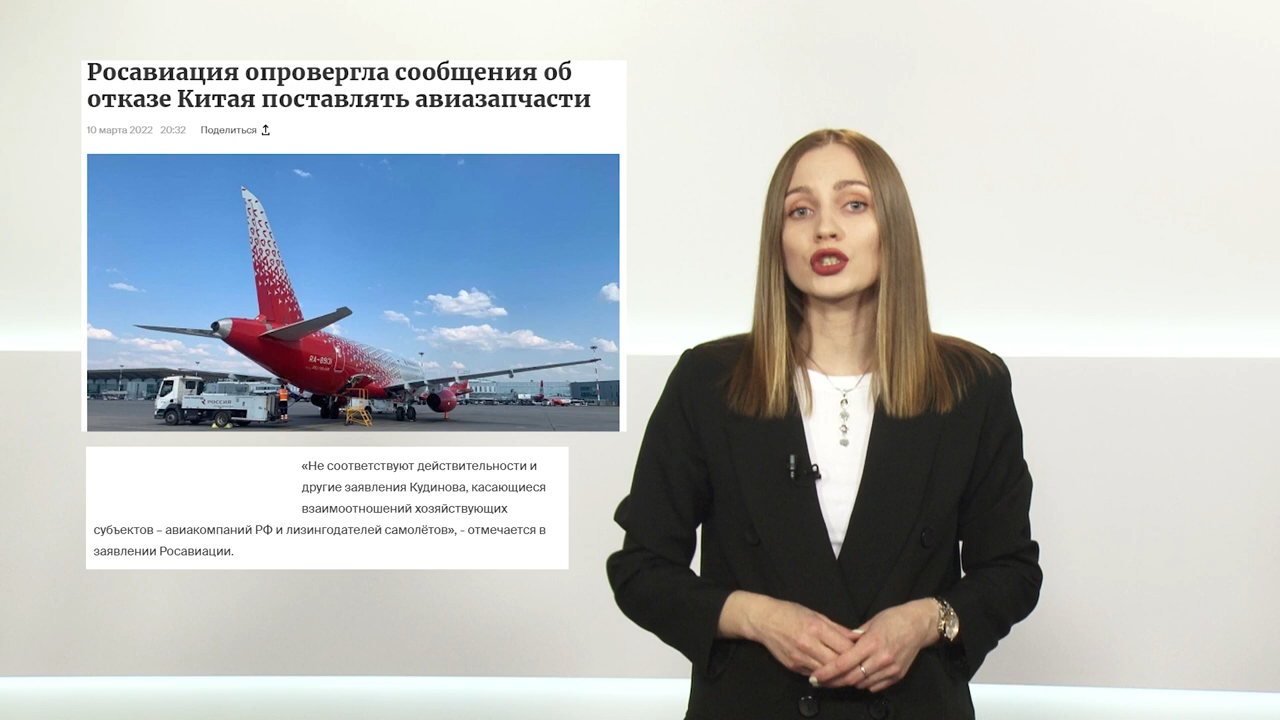 Росавиация опровергла сообщения об
отказе Китая поставлять авиазапчасти
10 марта 2022 20:32 Поделиться
РОССИЯ
«Не соответствуют действительности и
другие заявления Кудинова, касающиеся
взаимоотношений хозяйствующих
субъектов – авиакомпаний РФ и лизингодателей самолётов», - отмечается в
заявлении Росавиации.